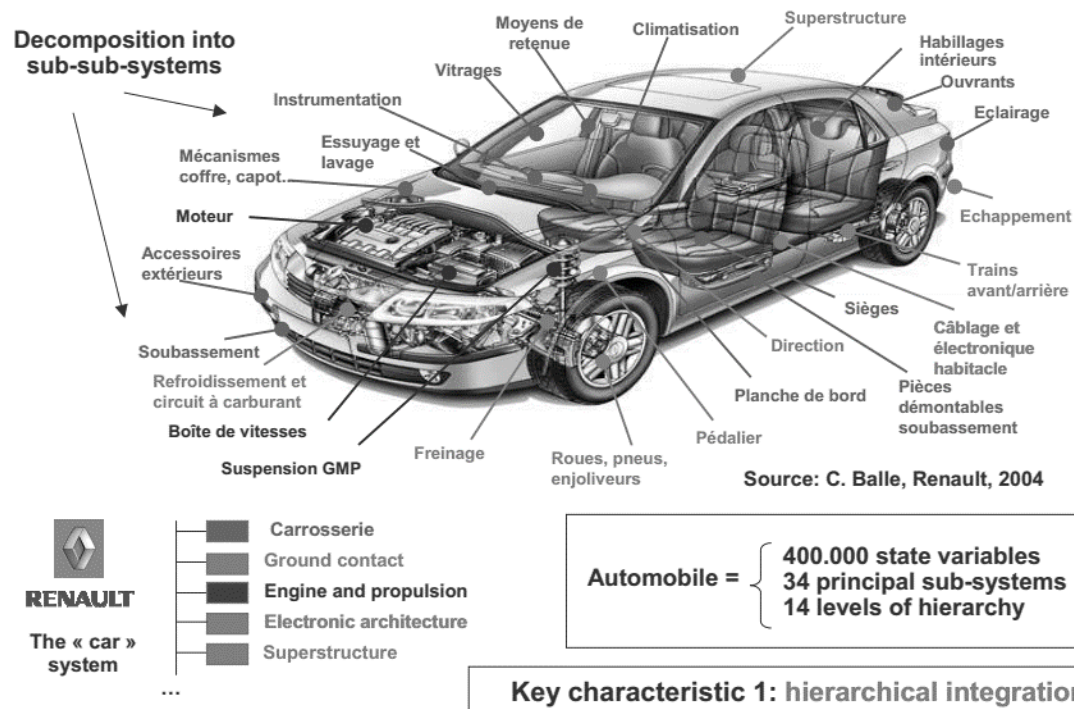 Decomposition into
sub-sub-systems
Moyens de
retenue
Climatisation
Superstructure
Habillages
intérieurs
Ouvrants
Eclairage
Vitrages
Instrumentation
Essuyage et
lavage
Mécanismes
coffre, capot...
Moteur
Accessoires
extérieurs
Soubassement
Refroidissement et
circuit à carburant
Boîte de vitesses
Suspension GMP
Freinage
Roues, pneus,
enjoliveurs
Pédalier
Planche de bord
Direction
Sièges
Echappement
Trains
avant/arrière
Câblage et
électronique
habitacle
Pièces
démontables
soubassement
Source: C. Balle, Renault, 2004
RENAULT
The « car »
system
Carrosserie
Ground contact
Engine and propulsion
Electronic architecture
Superstructure
...
Automobile =
400.000 state variables
34 principal sub-systems
14 levels of hierarchy
Key characteristic 1: hierarchical integration